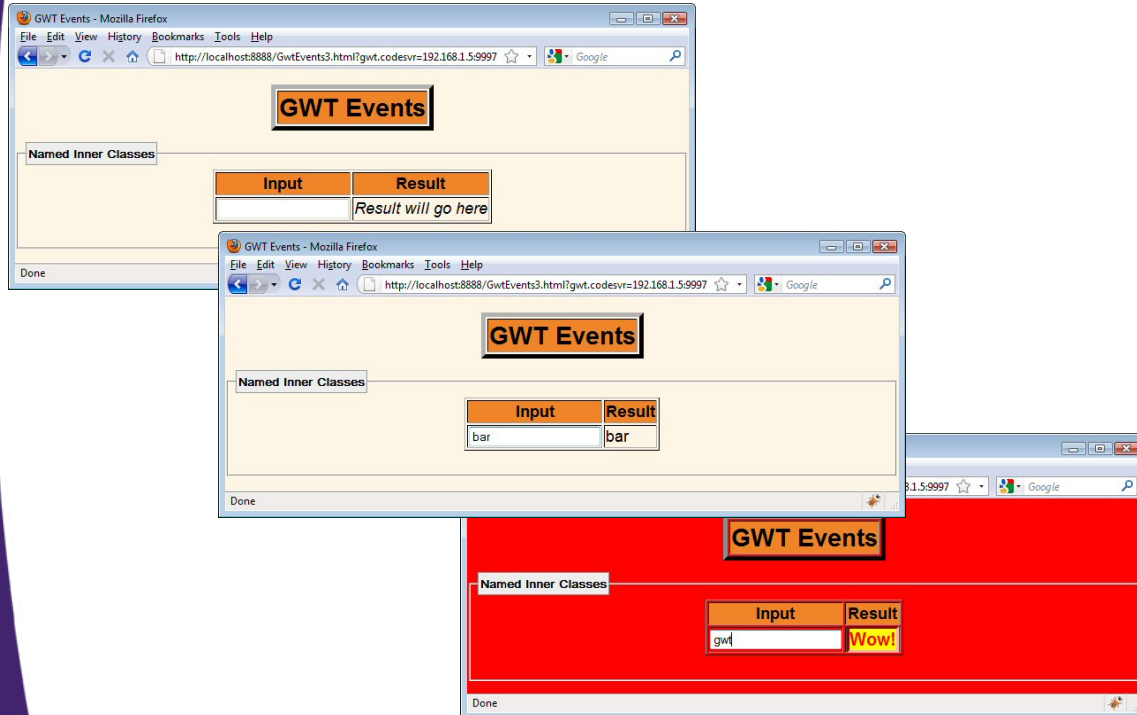 GWT Events - Mozilla Firefox
File Edit View History Bookmarks Tools Help
http://localhost:8888/GwtEvents3.html?gwt.codesvr=192.168.1.5:9997 Google
GWT Events
Named Inner Classes
Input Result
Result will go here
Done
GWT Events - Mozilla Firefox
File Edit View History Bookmarks Tools Help
http://localhost:8888/GwtEvents3.html?gwt.codesvr=192.168.1.5:9997 Google
GWT Events
Named Inner Classes
Input Result
bar bar
Done
.1.5:9997 Google
GWT Events
Named Inner Classes
Input Result
gwt Wow!
Done